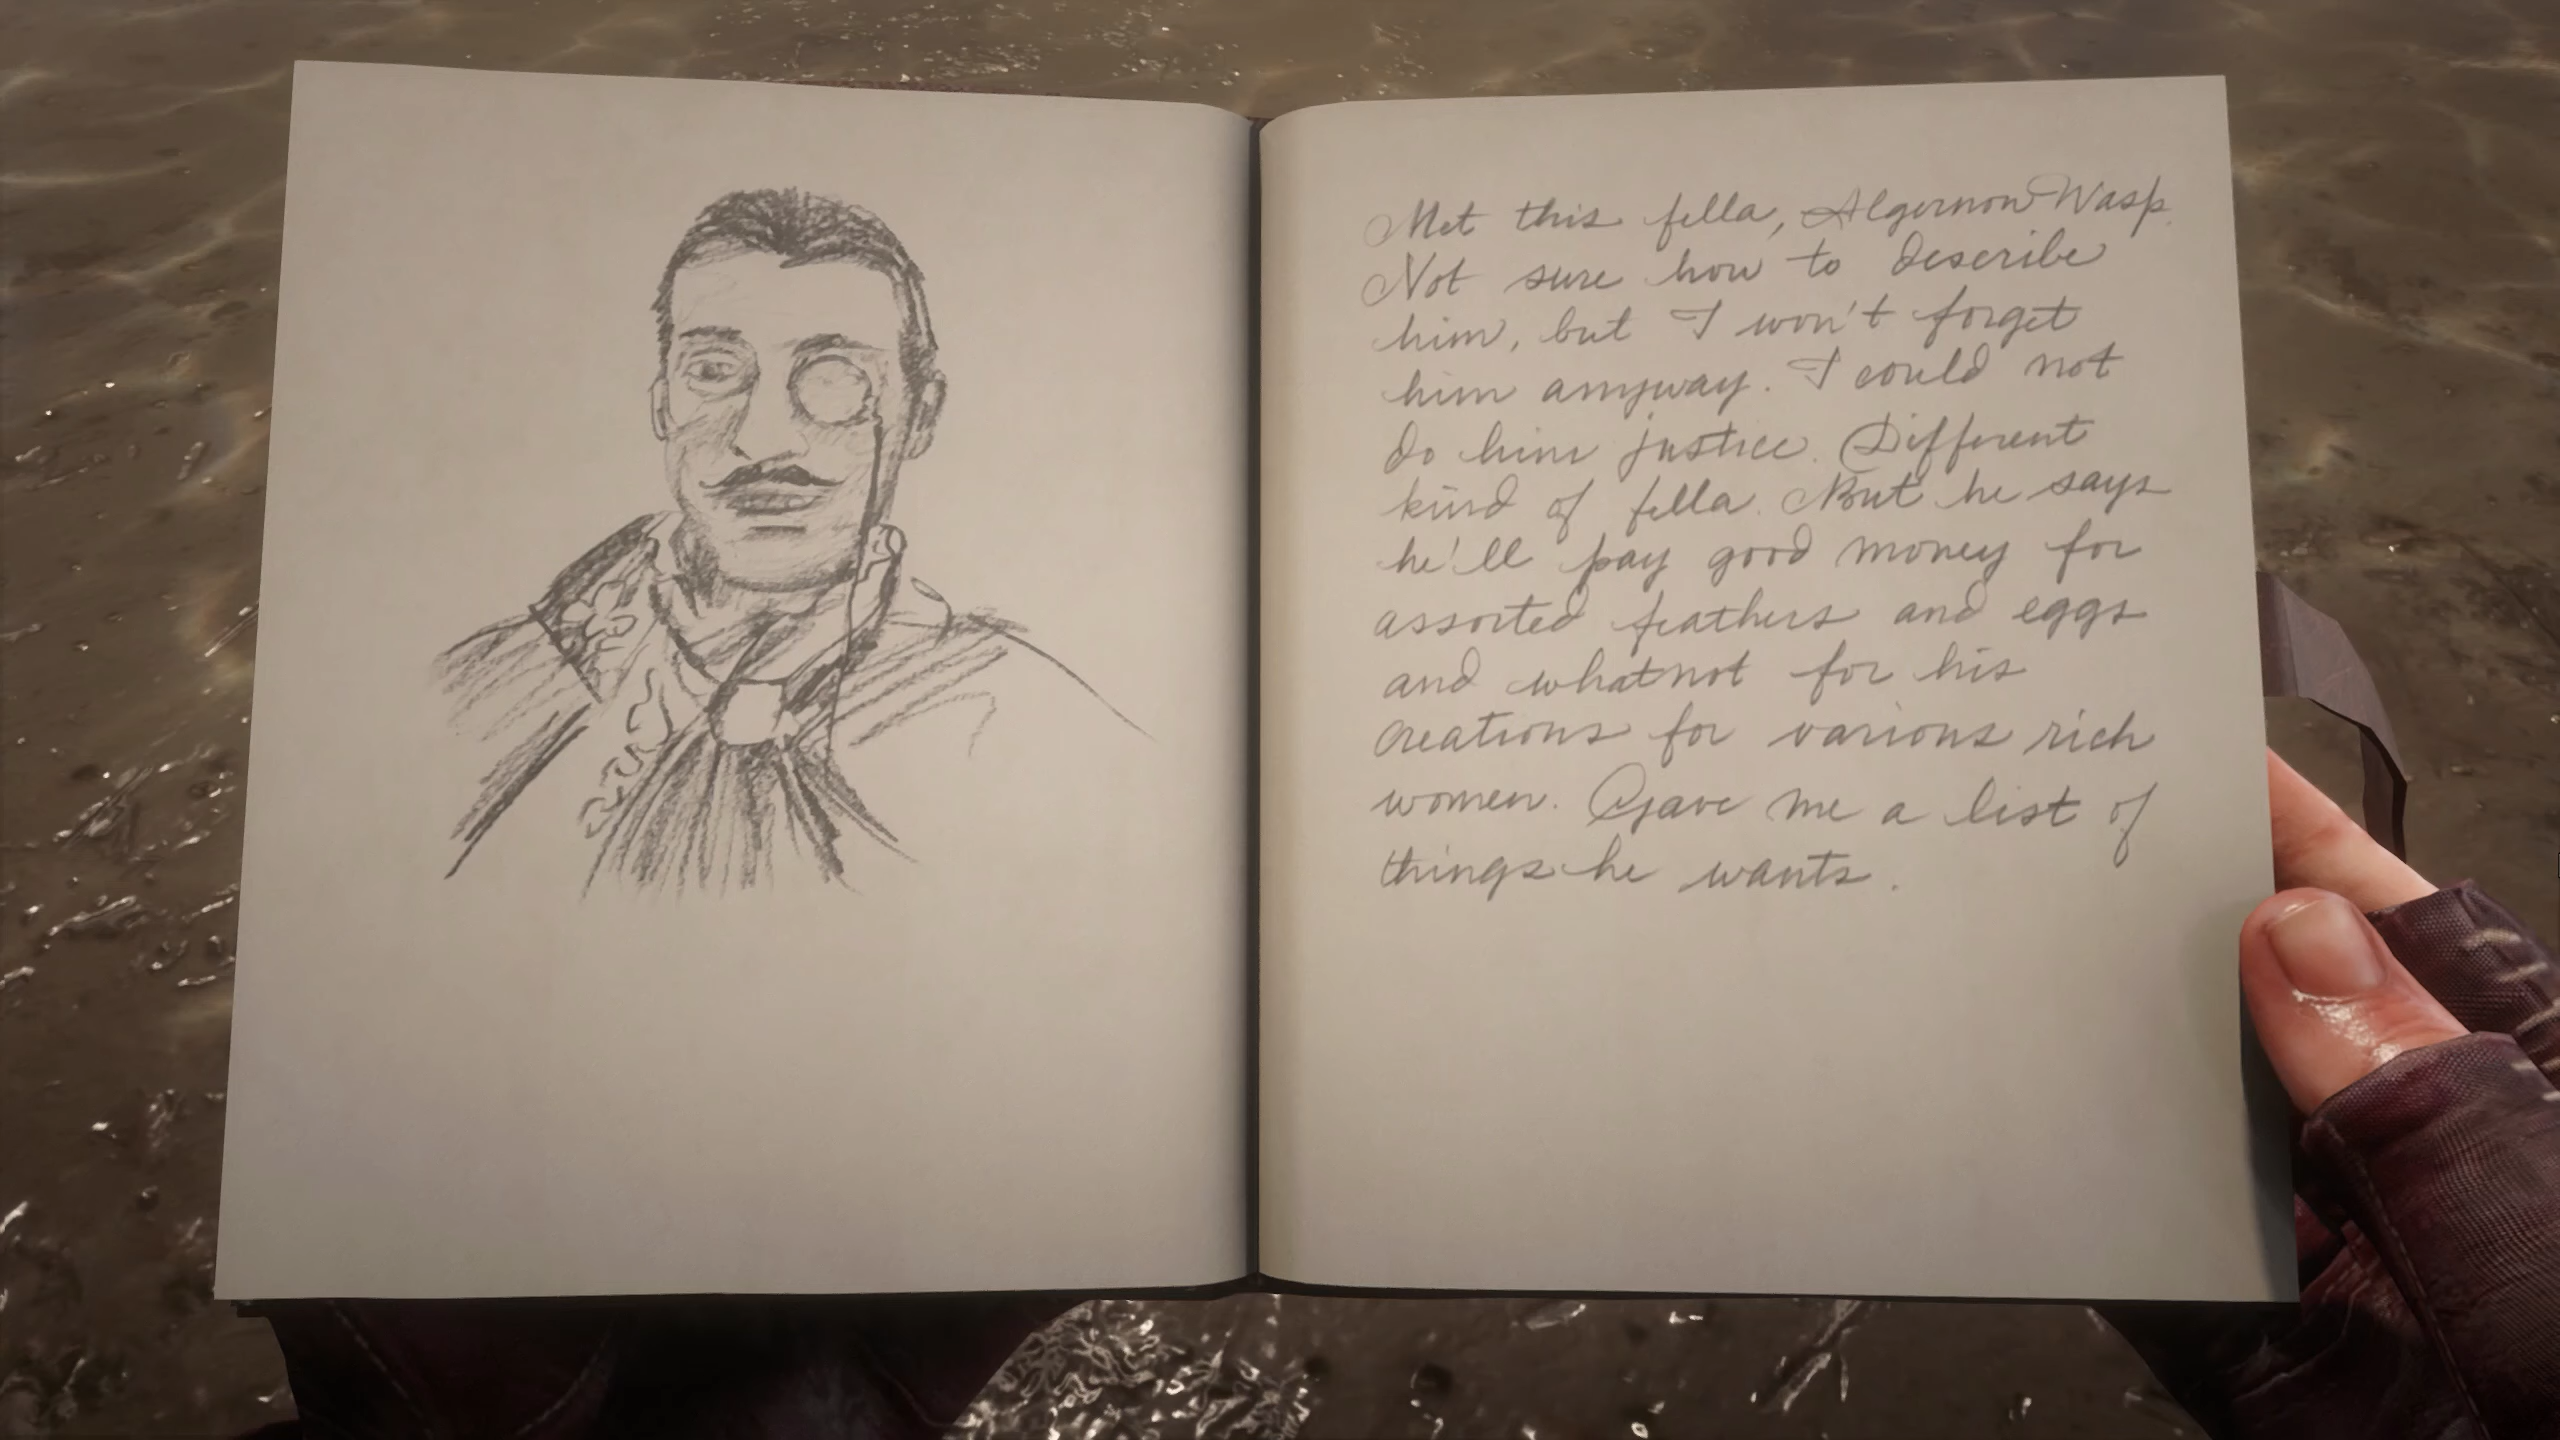 Met this fella, Algernon Wasp.
Not sure how to describe
him, but I won't forget
him anyway. I could not
do him justice. Different
kind of fella. But he says
he'll pay good money for
assorted feathers and eggs
and whatnot for his
creations for various rich
women. Gave me a list of
things he wants.